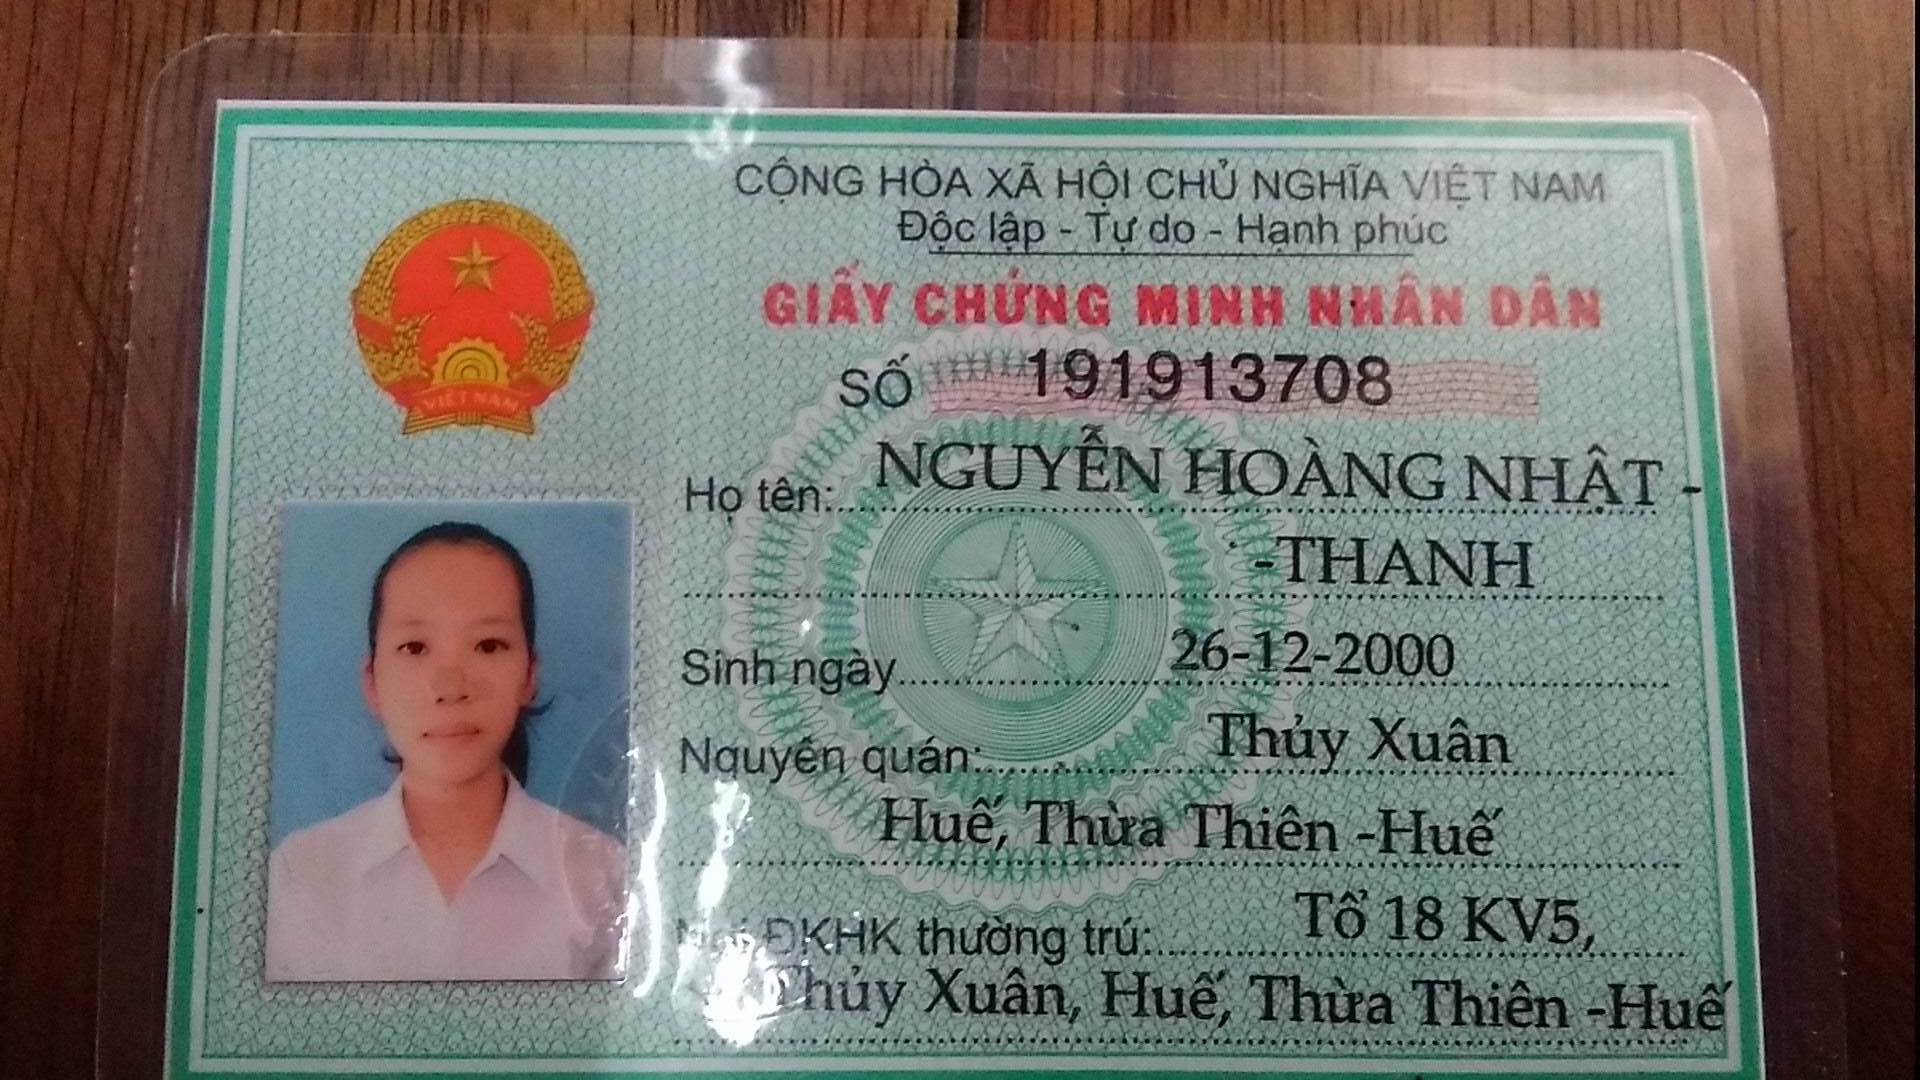 CỘNG HÒA XÃ HỘI CHỦ NGHĨA VIỆT NAM
Độc lập - Tự do - Hạnh phúc
GIẤY CHỨNG MINH NHÂN DÂN
SỐ 191913708
Họ tên: NGUYỄN HOÀNG NHẬT -
-THANH
Sinh ngày 26-12-2000
Nguyên quán: Thủy Xuân
Huế, Thừa Thiên -Huế
Nơi ĐKHK thường trú: Tổ 18 KV5,
Thủy Xuân, Huế, Thừa Thiên -Huế
VIỆT NAM